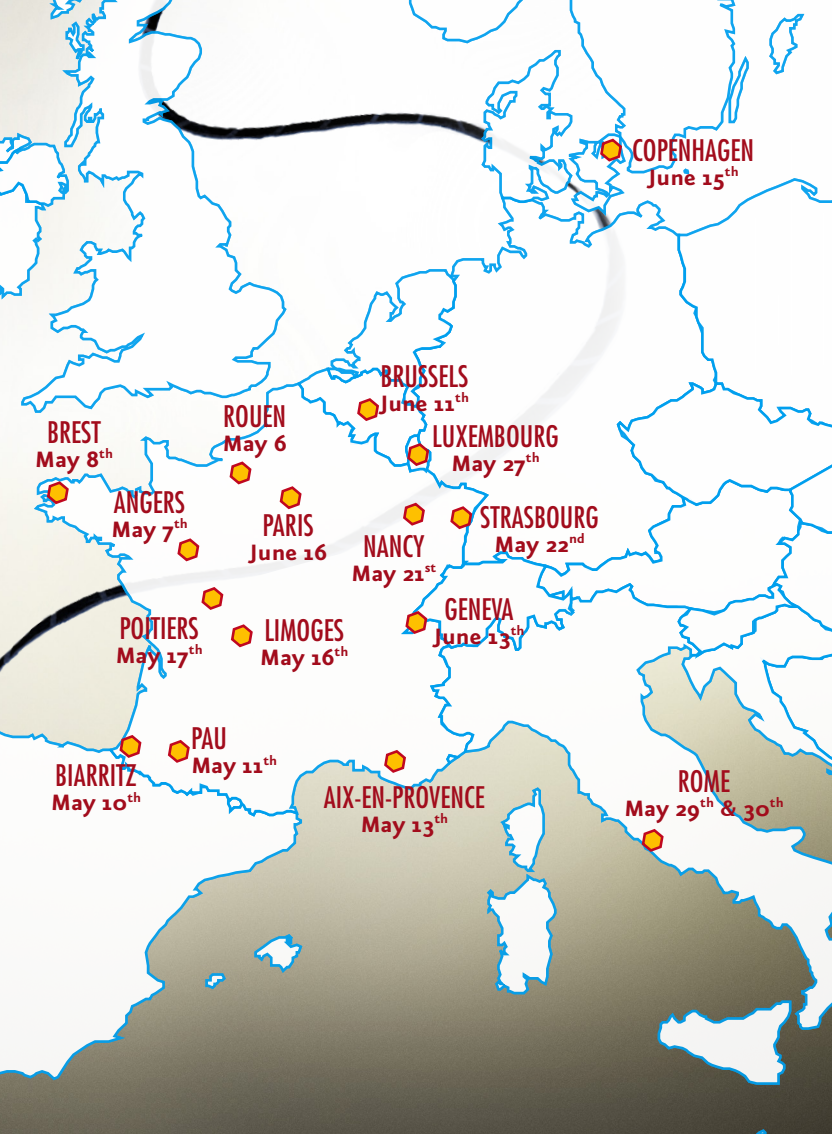 COPENHAGEN
June 15th
BRUSSELS
June 11th
ROUEN
May 6
BREST
May 8th
LUXEMBOURG
May 27th
ANGERS
May 7th
PARIS
June 16
STRASBOURG
May 22nd
NANCY
May 21st
GENEVA
June 13th
POITIERS
May 17th
LIMOGES
May 16th
PAU
May 11th
BIARRITZ
May 10th
AIX-EN-PROVENCE
May 13th
ROME
May 29th & 30th